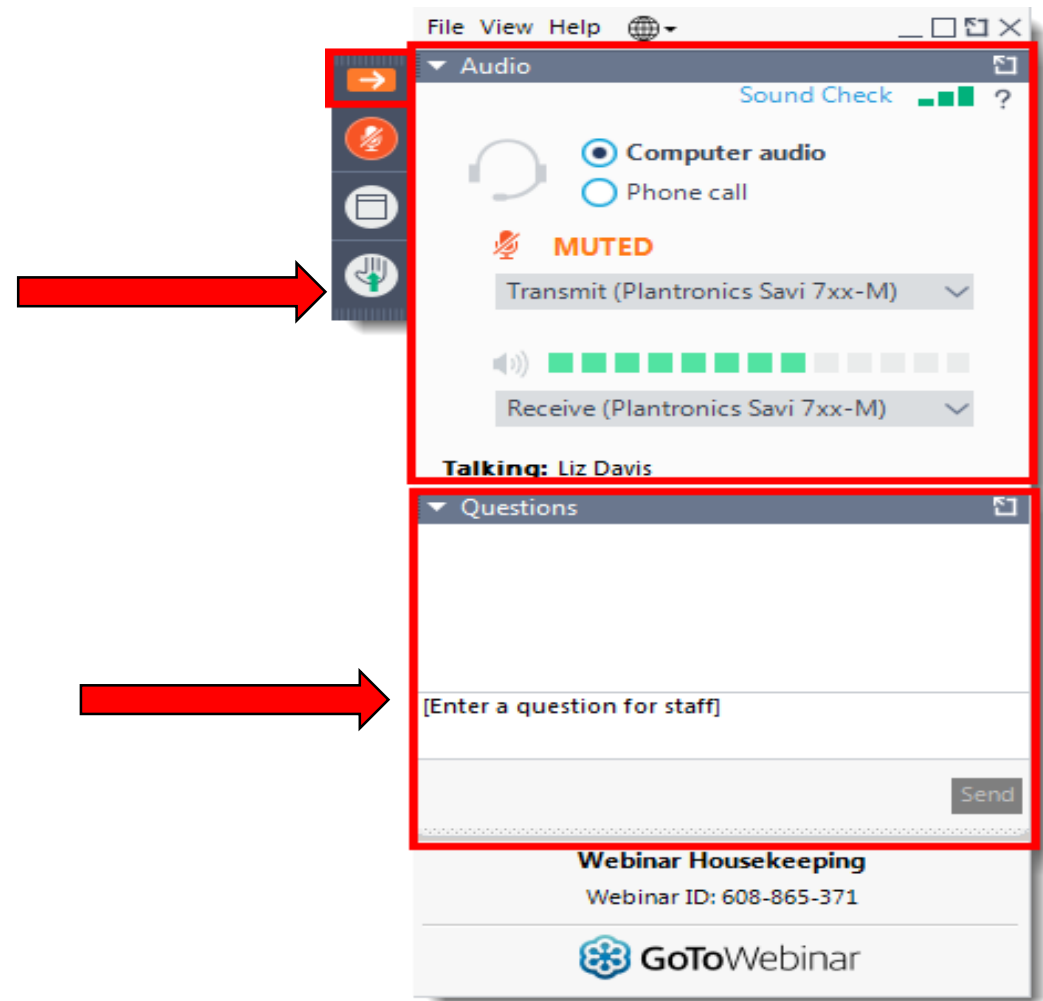 File View Help
Audio
Sound Check ?
Computer audio
Phone call
MUTED
Transmit (Plantronics Savi 7xx-M)
Receive (Plantronics Savi 7xx-M)
Talking: Liz Davis
Questions
[Enter a question for staff]
Send
Webinar Housekeeping
Webinar ID: 608-865-371
GoToWebinar